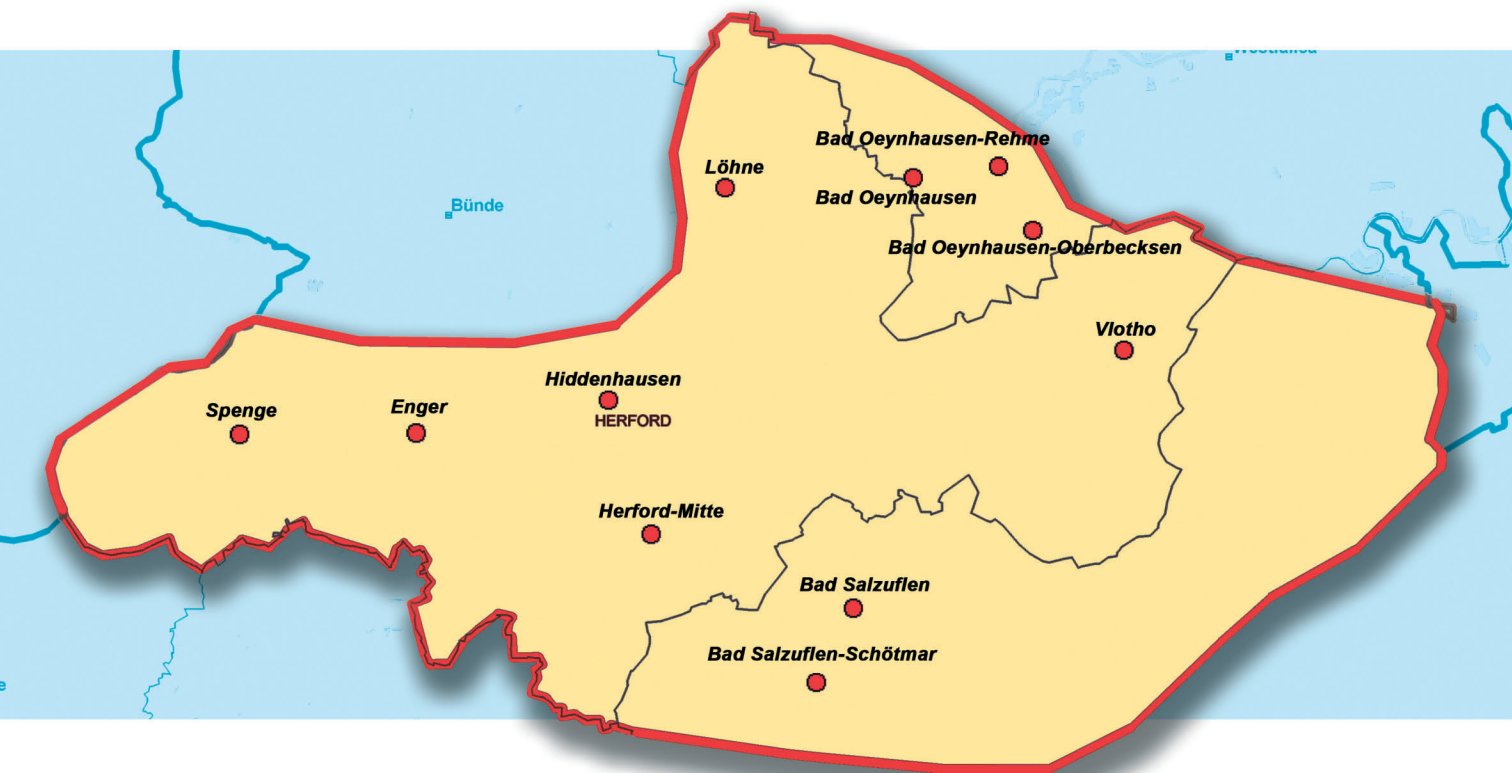 Bad Oeynhausen-Rehme
Löhne
Bad Oeynhausen
Bünde
Bad Oeynhausen-Oberbecksen
Vlotho
Hiddenhausen
Spenge
Enger
HERFORD
Herford-Mitte
Bad Salzuflen
Bad Salzuflen-Schötmar
e